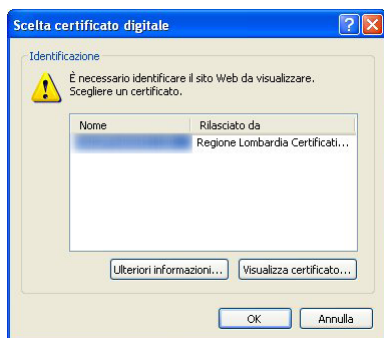 Scelta certificato digitale
Identificazione
È necessario identificare il sito Web da visualizzare.
Scegliere un certificato.
Nome Rilasciato da
Regione Lombardia Certificati...
Ulteriori informazioni... Visualizza certificato...
OK Annulla